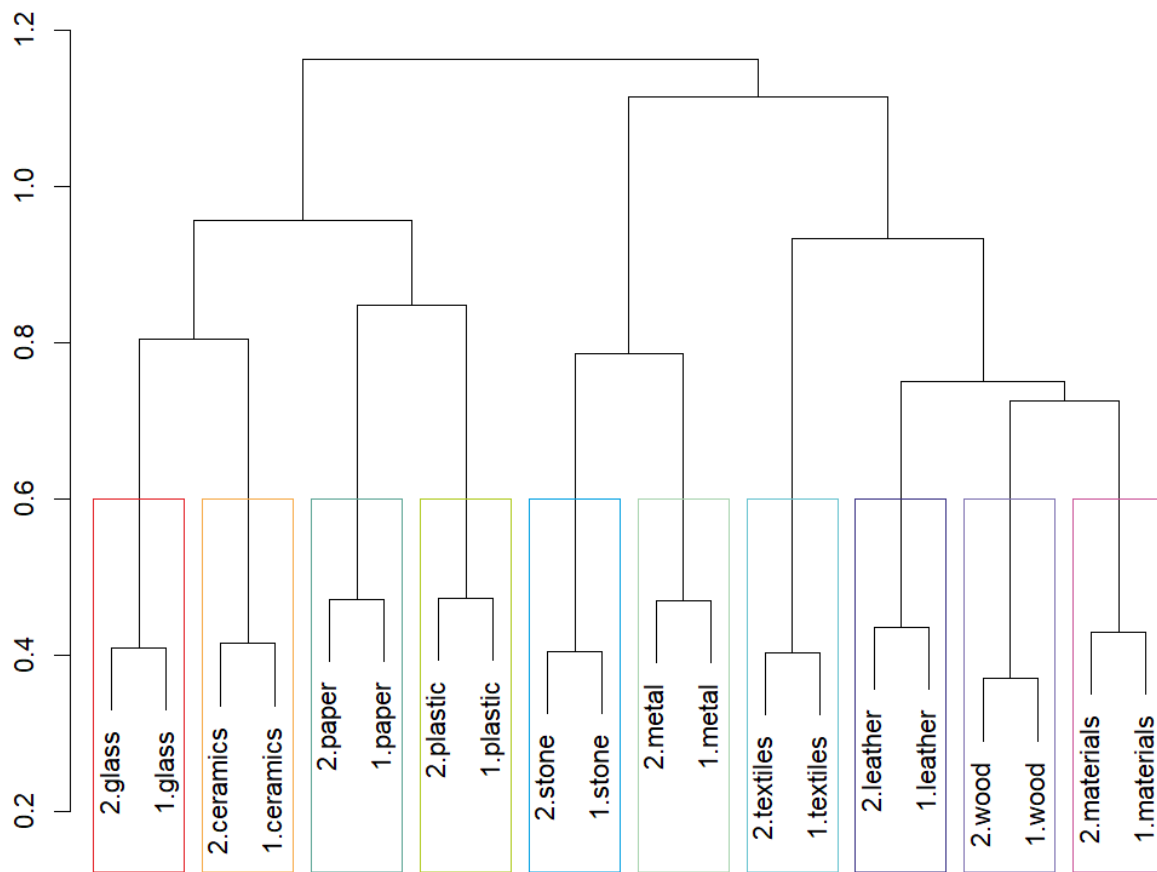 1.2
1.0
0.8
0.6
0.4
0.2
2.glass
1.glass
2.ceramics
1.ceramics
2.paper
1.paper
2.plastic
1.plastic
2.stone
1.stone
2.metal
1.metal
2.textiles
1.textiles
2.leather
1.leather
2.wood
1.wood
2.materials
1.materials